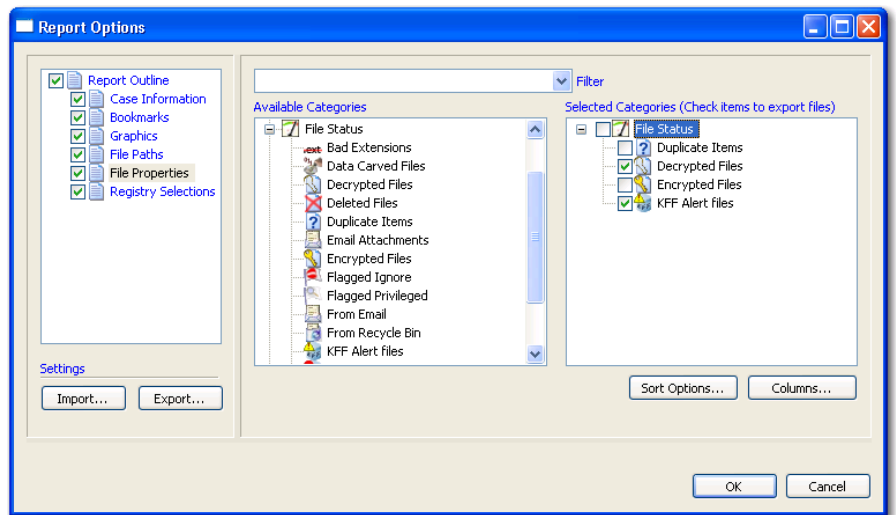 Report Options
Report Outline
Case Information
Bookmarks
Graphics
File Paths
File Properties
Registry Selections
Settings
Import...
Export...
Filter
Available Categories
File Status
Bad Extensions
Data Carved Files
Decrypted Files
Deleted Files
Duplicate Items
Email Attachments
Encrypted Files
Flagged Ignore
Flagged Privileged
From Email
From Recycle Bin
KFF Alert files
Selected Categories (Check items to export files)
File Status
Duplicate Items
Decrypted Files
Encrypted Files
KFF Alert files
Sort Options...
Columns...
OK
Cancel